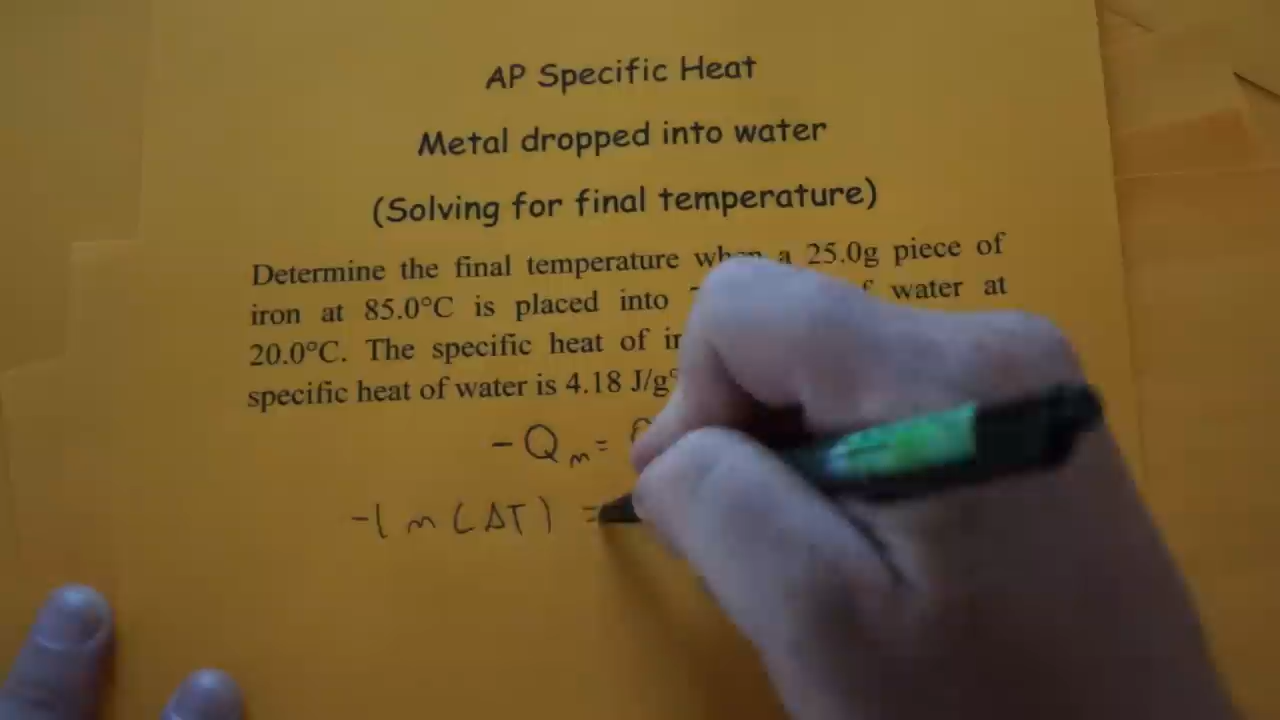 AP Specific Heat
Metal dropped into water
(Solving for final temperature)
Determine the final temperature when a 25.0g piece of
iron at 85.0°C is placed into water at
20.0°C. The specific heat of
specific heat of water is 4.18 J/g°
-Qm=
m(ΔT) =